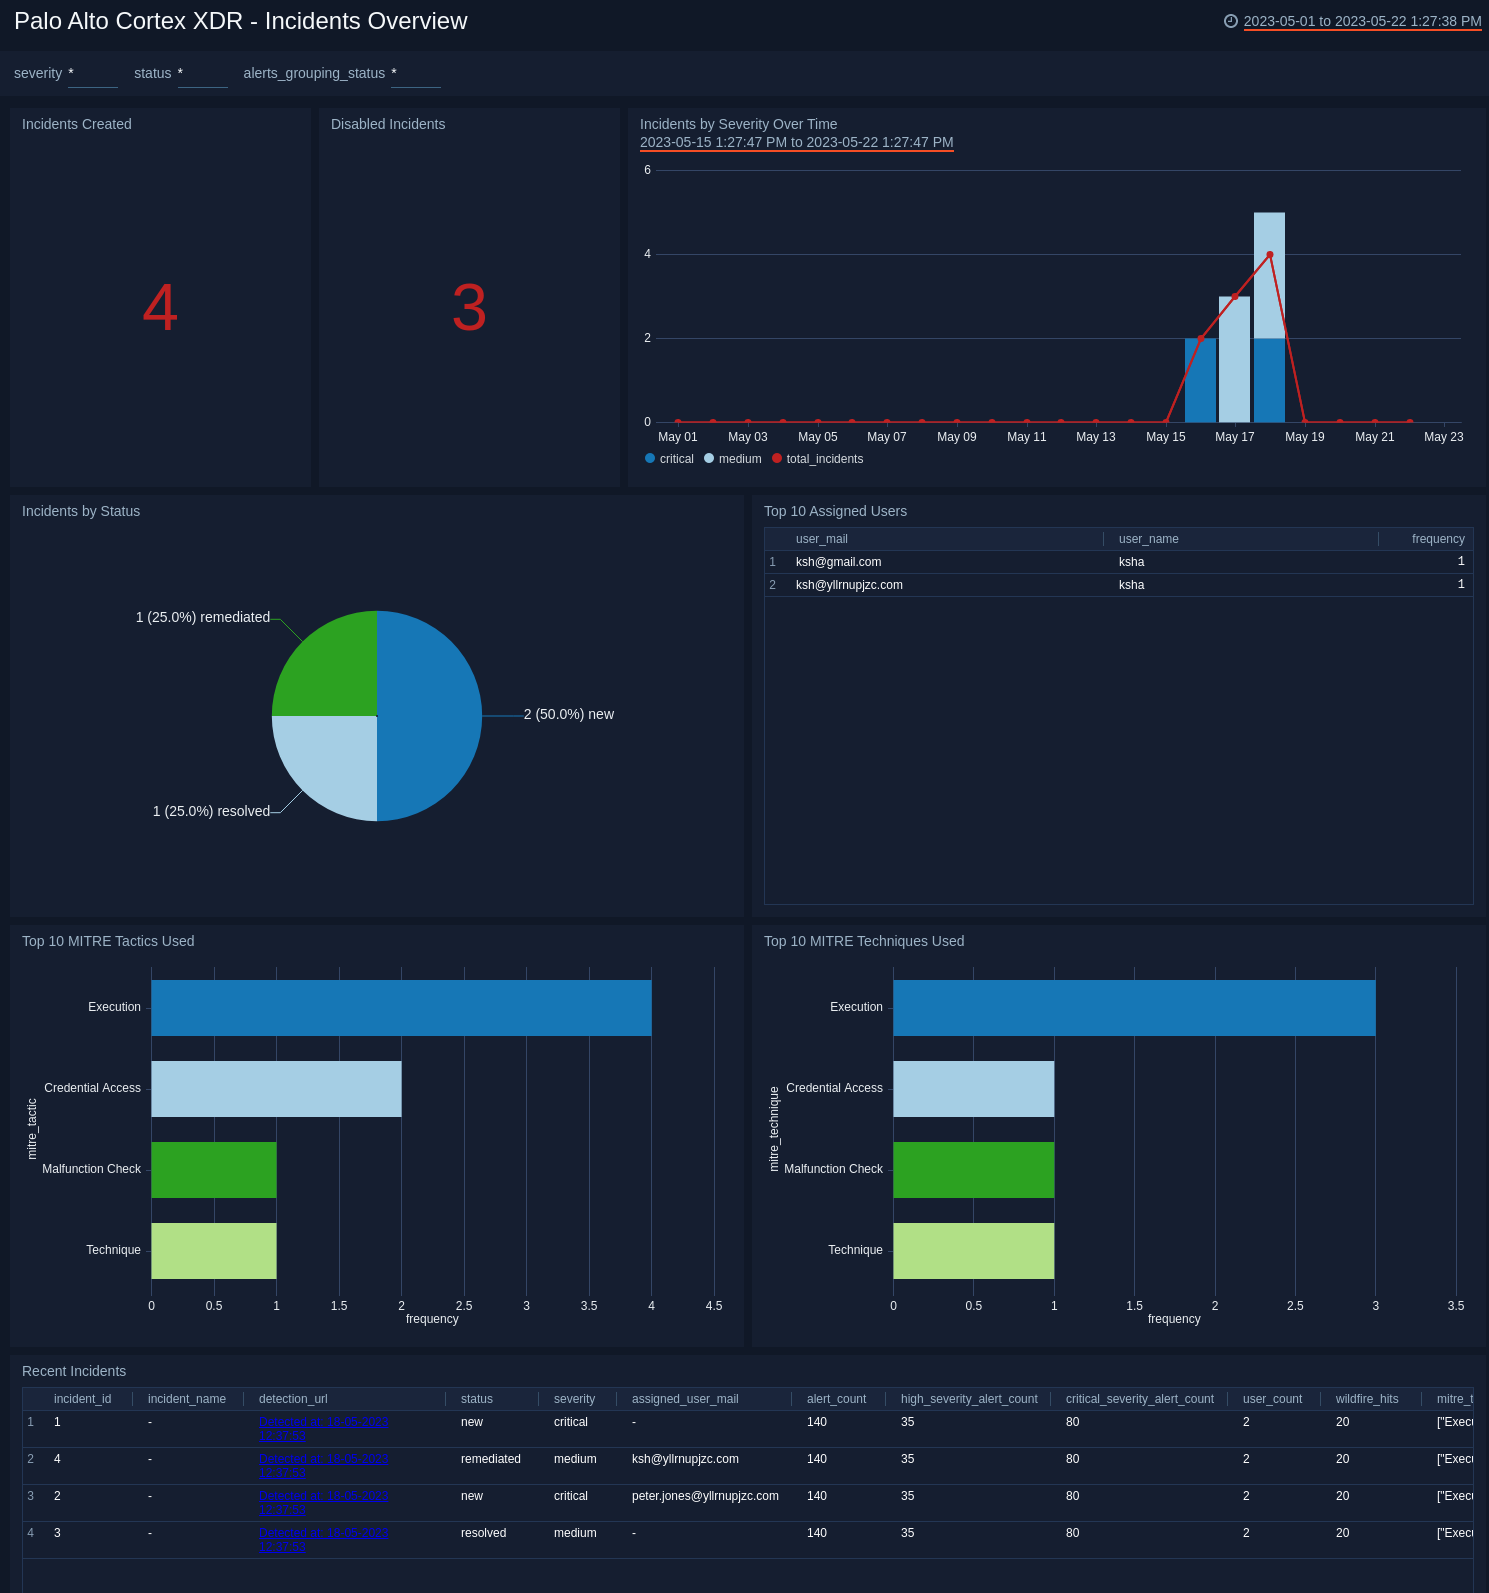 Palo Alto Cortex XDR - Incidents Overview
2023-05-01 to 2023-05-22 1:27:38 PM
severity * status * alerts_grouping_status *
Incidents Created
4
Disabled Incidents
3
Incidents by Severity Over Time
2023-05-15 1:27:47 PM to 2023-05-22 1:27:47 PM
6
4
2
0
May 01 May 03 May 05 May 07 May 09 May 11 May 13 May 15 May 17 May 19 May 21 May 23
critical medium total_incidents
Incidents by Status
1 (25.0%) remediated
2 (50.0%) new
1 (25.0%) resolved
Top 10 Assigned Users
user_mail user_name frequency
1 ksh@gmail.com ksha 1
2 ksh@yllrnupjzc.com ksha 1
Top 10 MITRE Tactics Used
mitre_tactic
Execution
Credential Access
Malfunction Check
Technique
0 0.5 1 1.5 2 2.5 3 3.5 4 4.5
frequency
Top 10 MITRE Techniques Used
mitre_technique
Execution
Credential Access
Malfunction Check
Technique
0 0.5 1 1.5 2 2.5 3 3.5
frequency
Recent Incidents
incident_id incident_name detection_url status severity assigned_user_mail alert_count high_severity_alert_count critical_severity_alert_count user_count wildfire_hits mitre_t
1 1 - Detected at: new critical - 140 35 80 2 20 ["Execu
2 4 - Detected at: remediated medium ksh@yllrnupjzc.com 140 35 80 2 20 ["Execu
3 2 - Detected at: new critical peter.jones@yllrnupjzc.com 140 35 80 2 20 ["Execu
4 3 - Detected at: resolved medium - 140 35 80 2 20 ["Execu